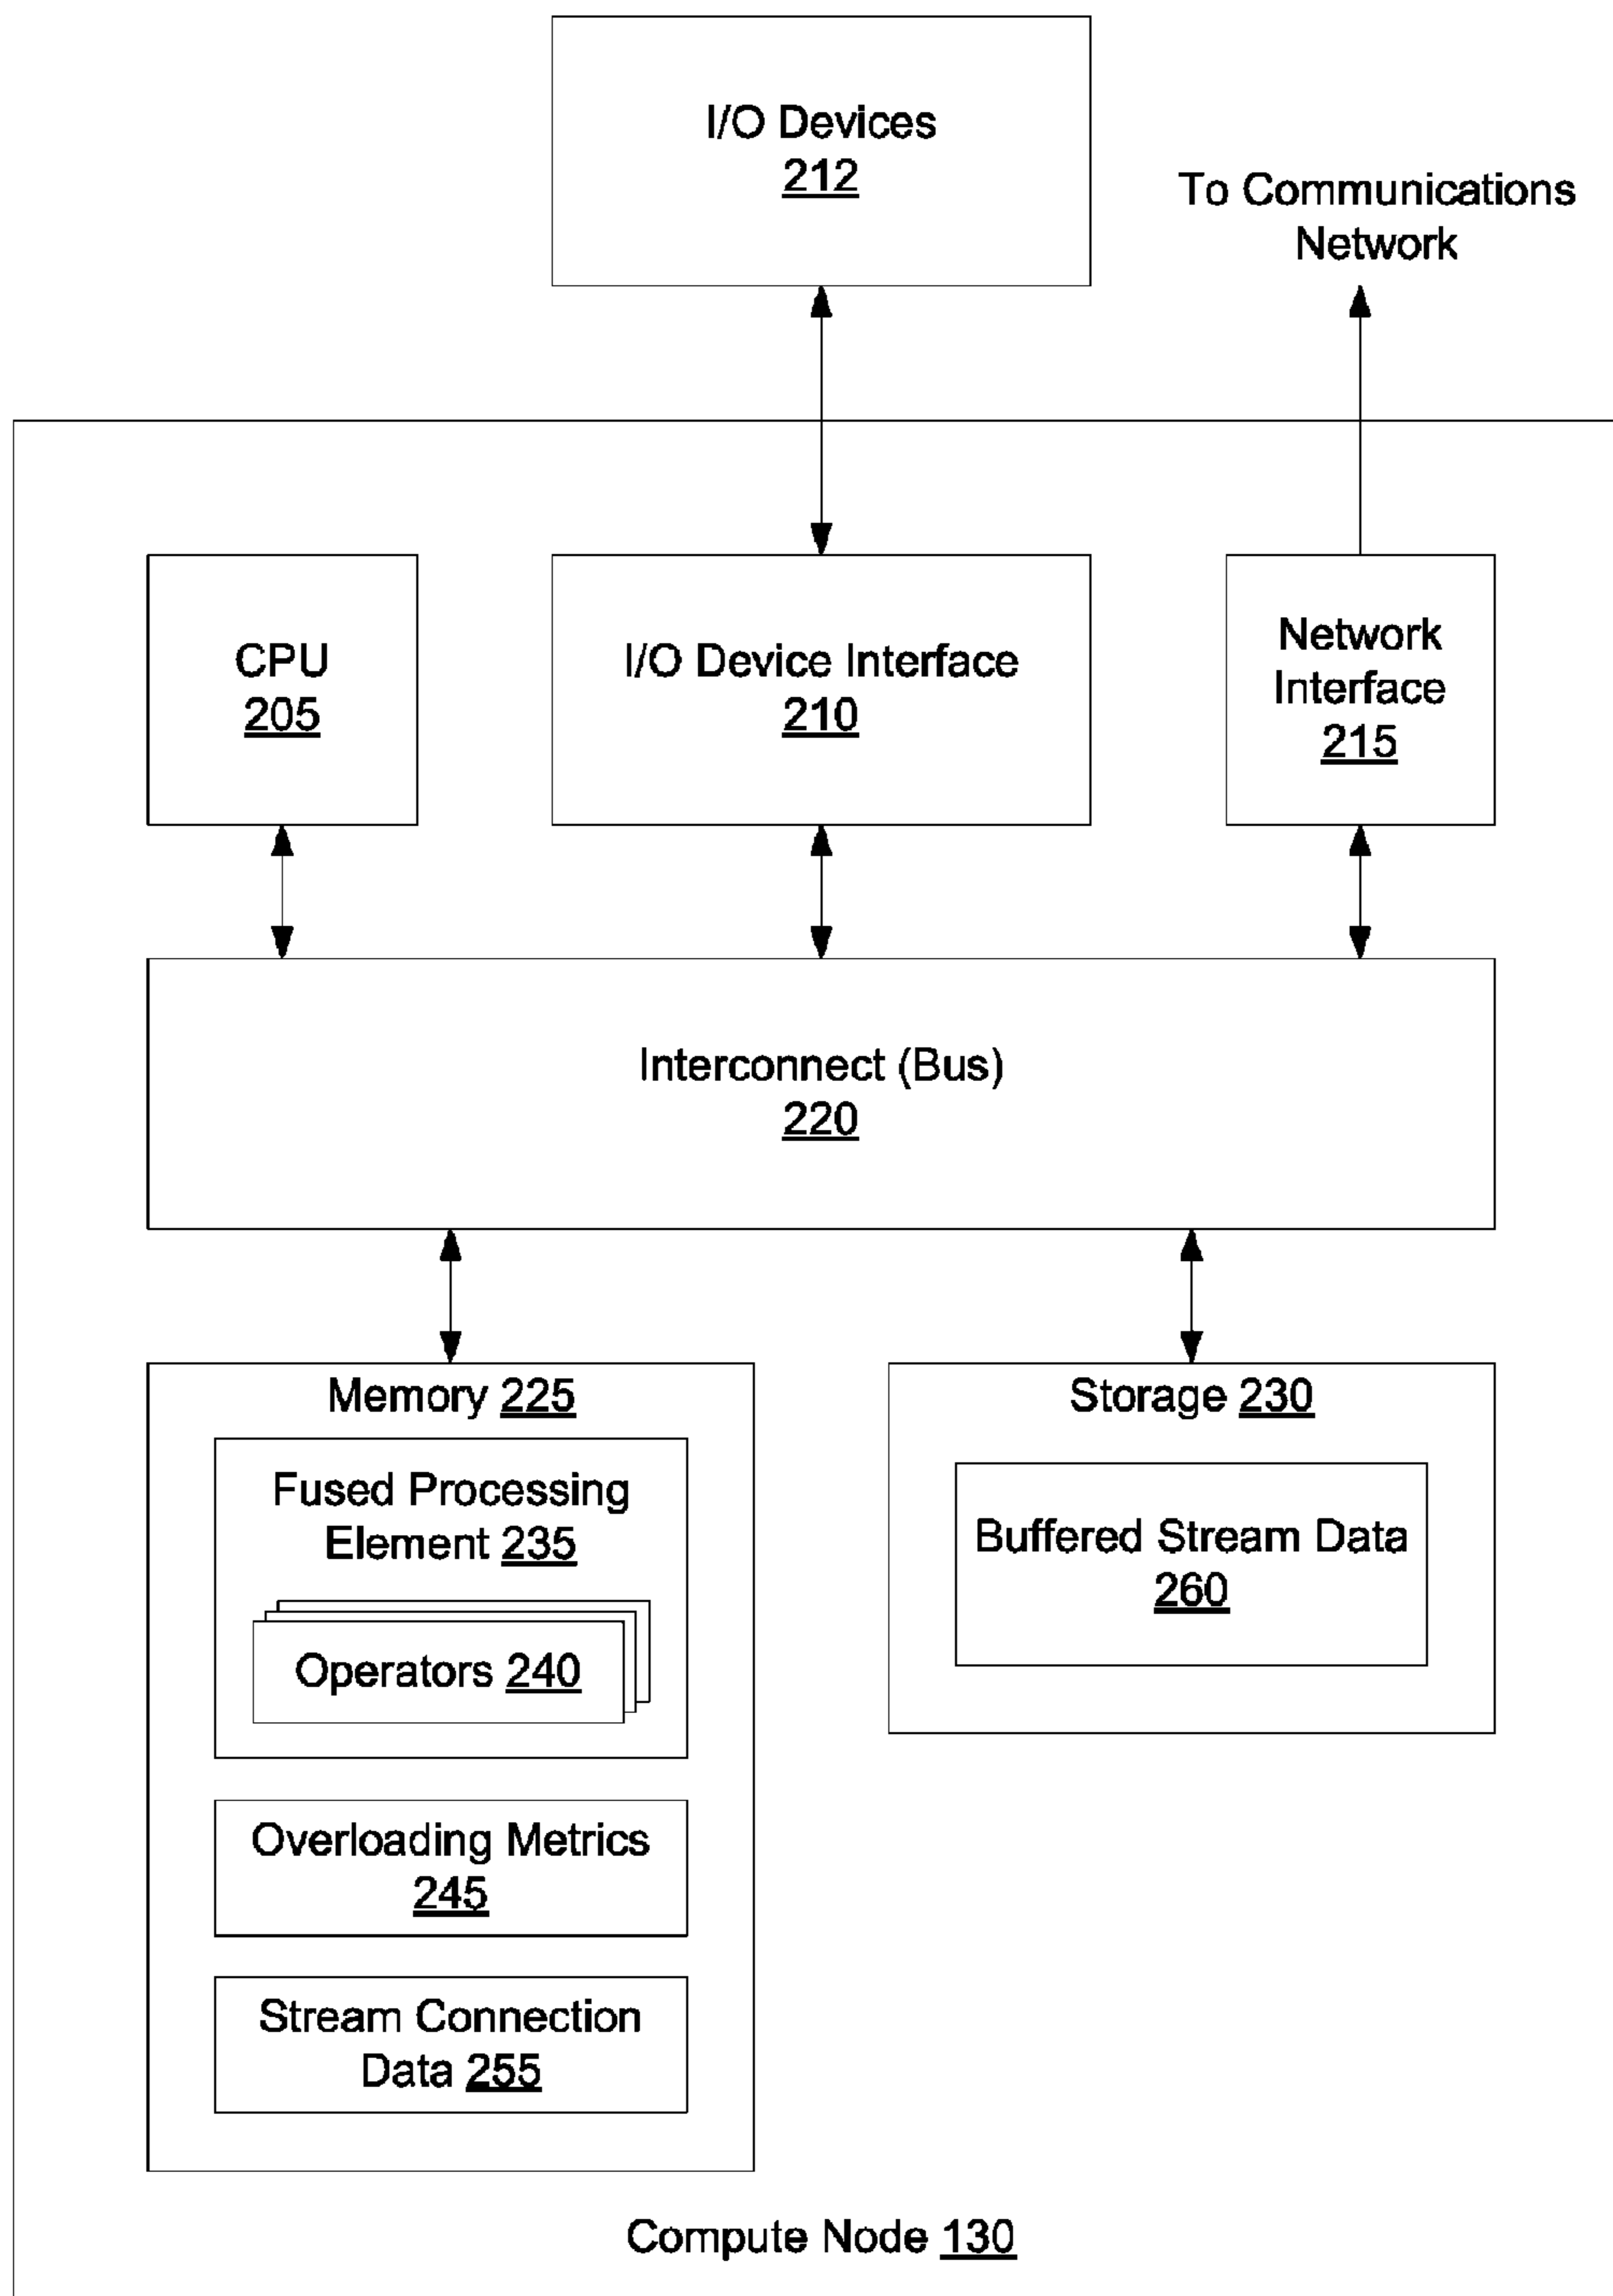 I/O Devices
212
To Communications
Network
CPU
205
I/O Device Interface
210
Network
Interface
215
Interconnect (Bus)
220
Memory 225
Fused Processing
Element 235
Operators 240
Overloading Metrics
245
Stream Connection
Data 255
Storage 230
Buffered Stream Data
260
Compute Node 130